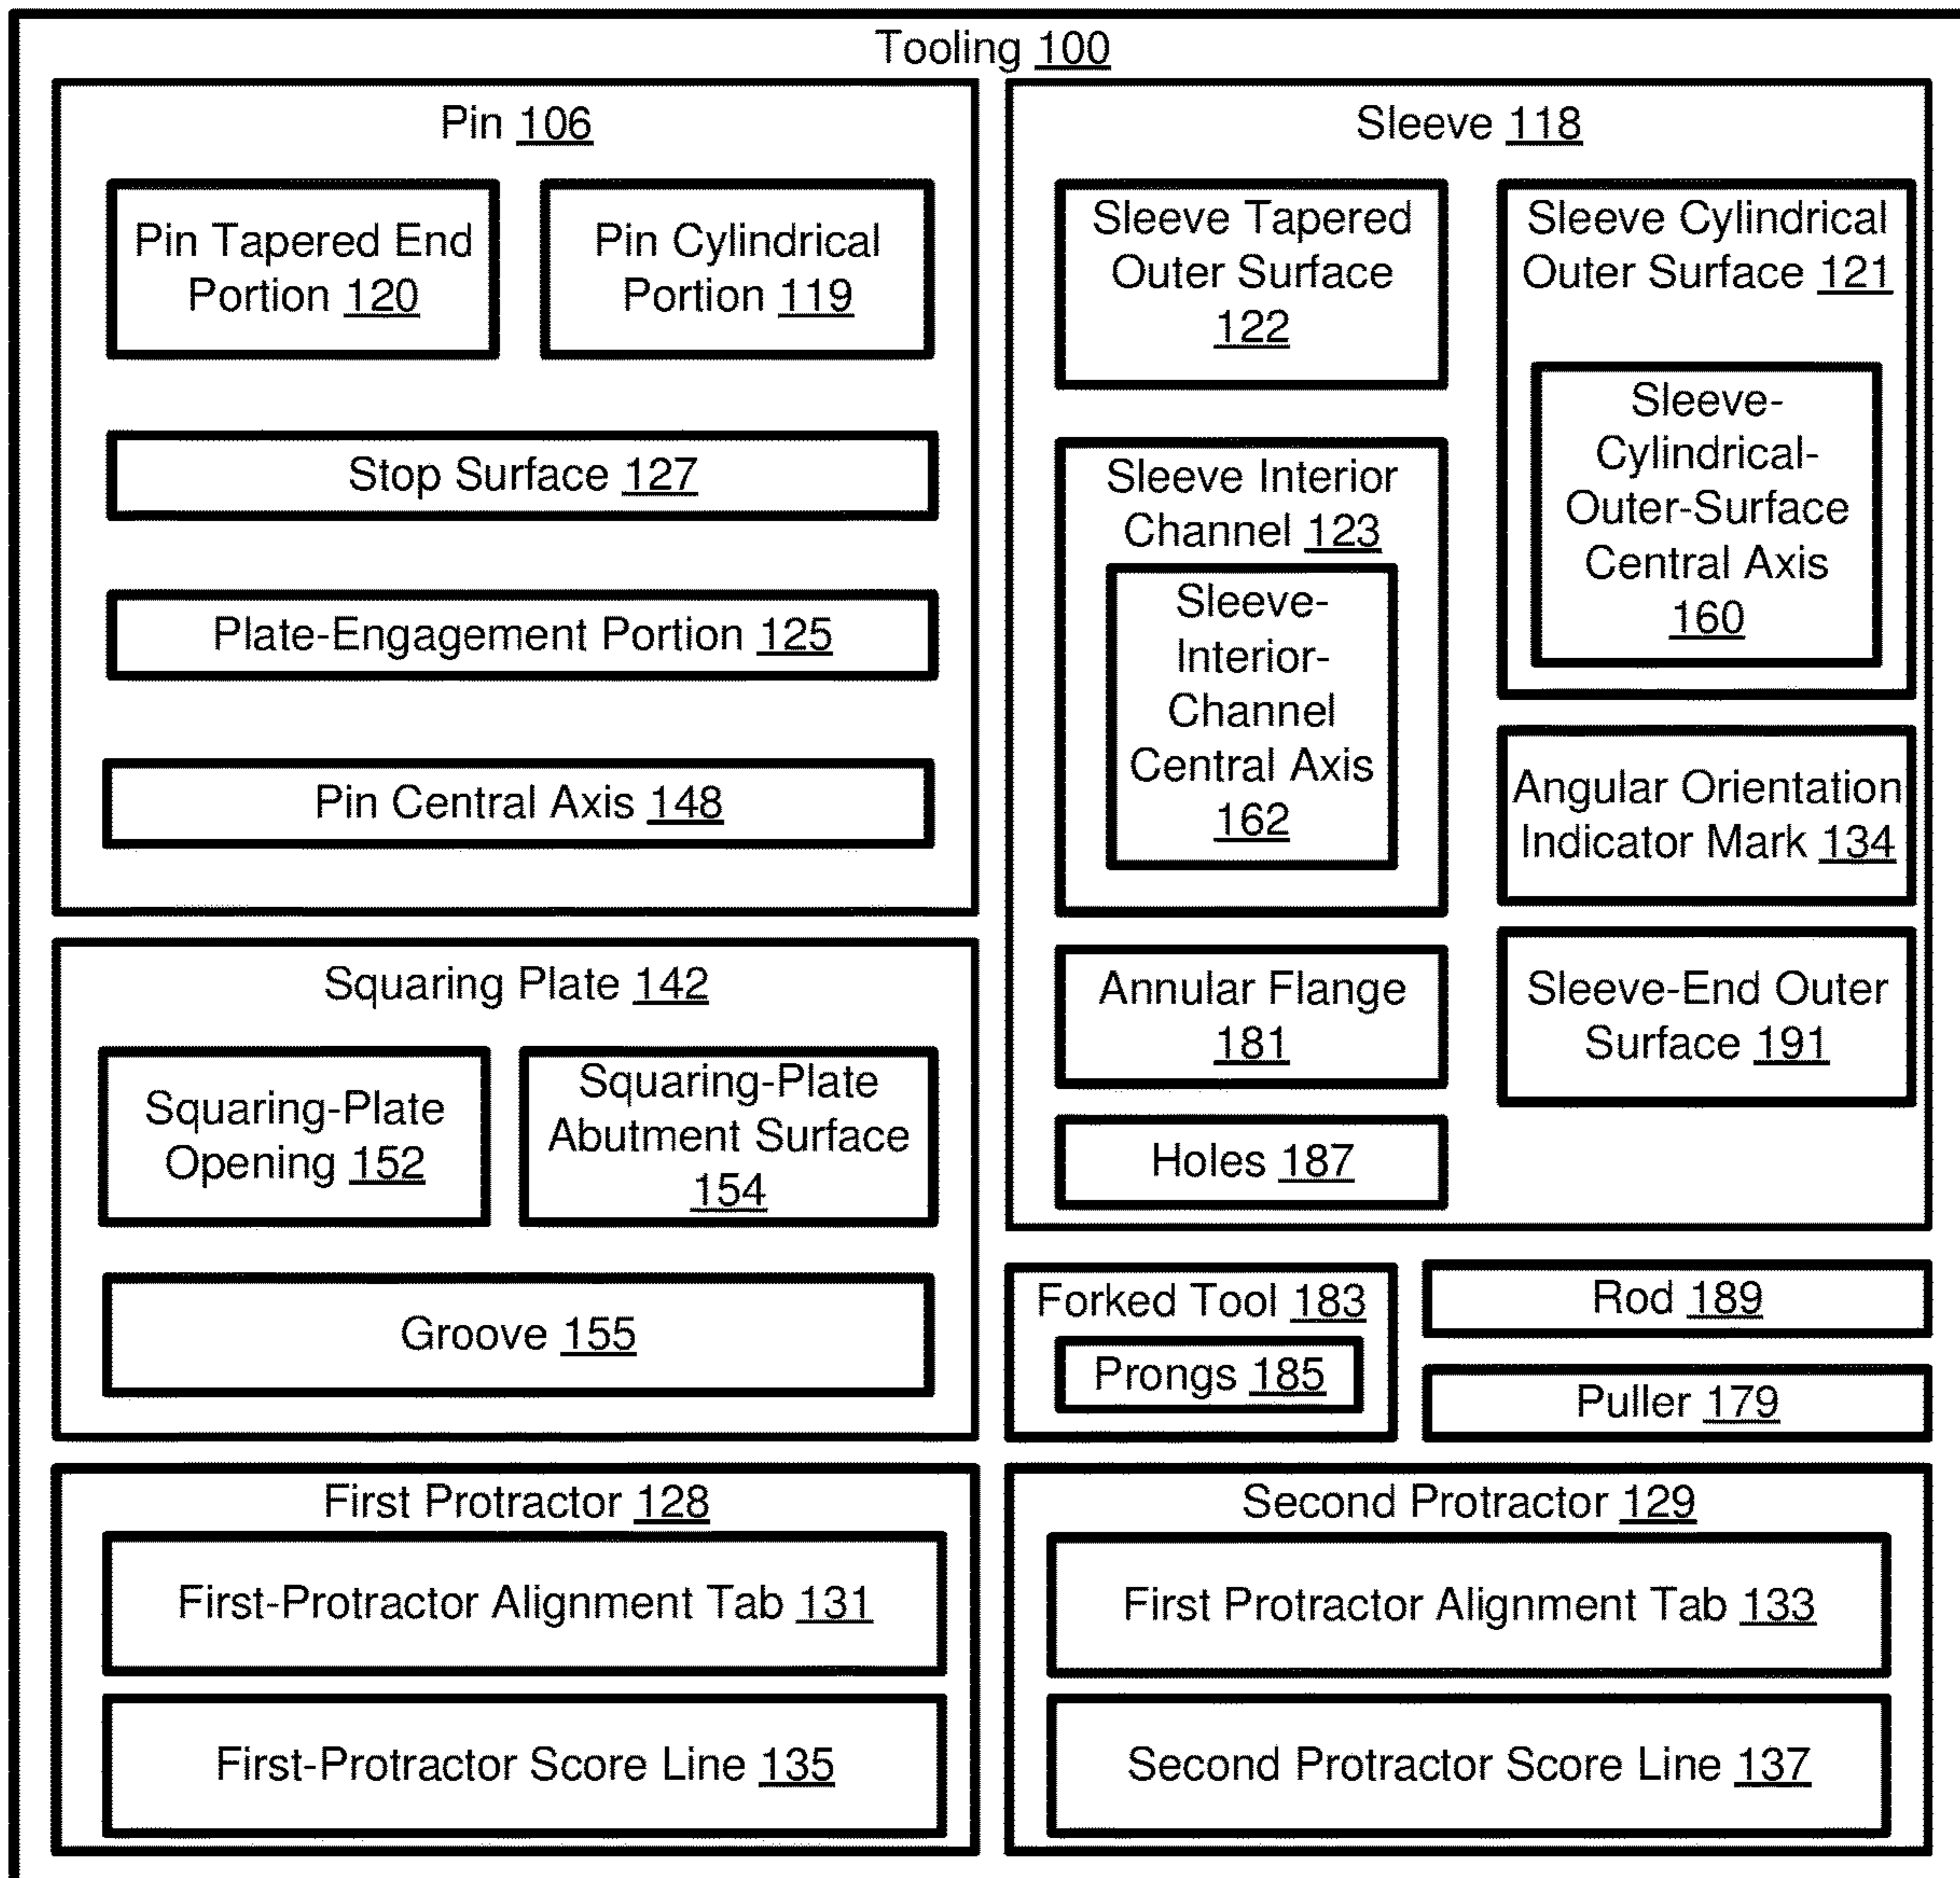 Tooling 100
Pin 106
Pin Tapered End
Portion 120
Pin Cylindrical
Portion 119
Stop Surface 127
Plate-Engagement Portion 125
Pin Central Axis 148
Sleeve 118
Sleeve Tapered
Outer Surface
122
Sleeve Cylindrical
Outer Surface 121
Sleeve-
Cylindrical-
Outer-Surface
Central Axis
160
Sleeve Interior
Channel 123
Sleeve-
Interior-
Channel
Central Axis
162
Angular Orientation
Indicator Mark 134
Annular Flange
181
Sleeve-End Outer
Surface 191
Holes 187
Squaring Plate 142
Squaring-Plate
Opening 152
Squaring-Plate
Abutment Surface
154
Groove 155
Forked Tool 183
Prongs 185
Rod 189
Puller 179
First Protractor 128
First-Protractor Alignment Tab 131
First-Protractor Score Line 135
Second Protractor 129
First Protractor Alignment Tab 133
Second Protractor Score Line 137